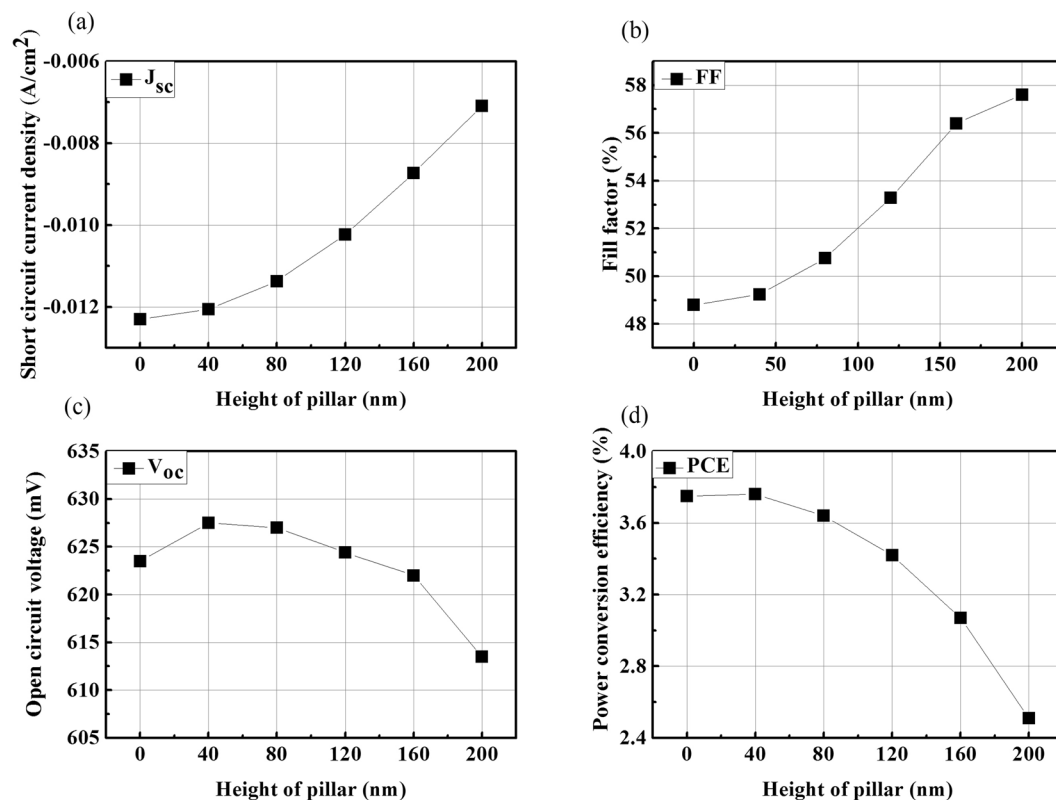 (a)
Short circuit current density (A/cm²)
-0.006
-0.008
-0.010
-0.012
Jsc
0 40 80 120 160 200
Height of pillar (nm)
(b)
Fill factor (%)
58
56
54
52
50
48
FF
0 50 100 150 200
Height of pillar (nm)
(c)
Open circuit voltage (mV)
635
630
625
620
615
610
605
Voc
0 40 80 120 160 200
Height of pillar (nm)
(d)
Power conversion efficiency (%)
4.0
3.6
3.2
2.8
2.4
PCE
0 40 80 120 160 200
Height of pillar (nm)